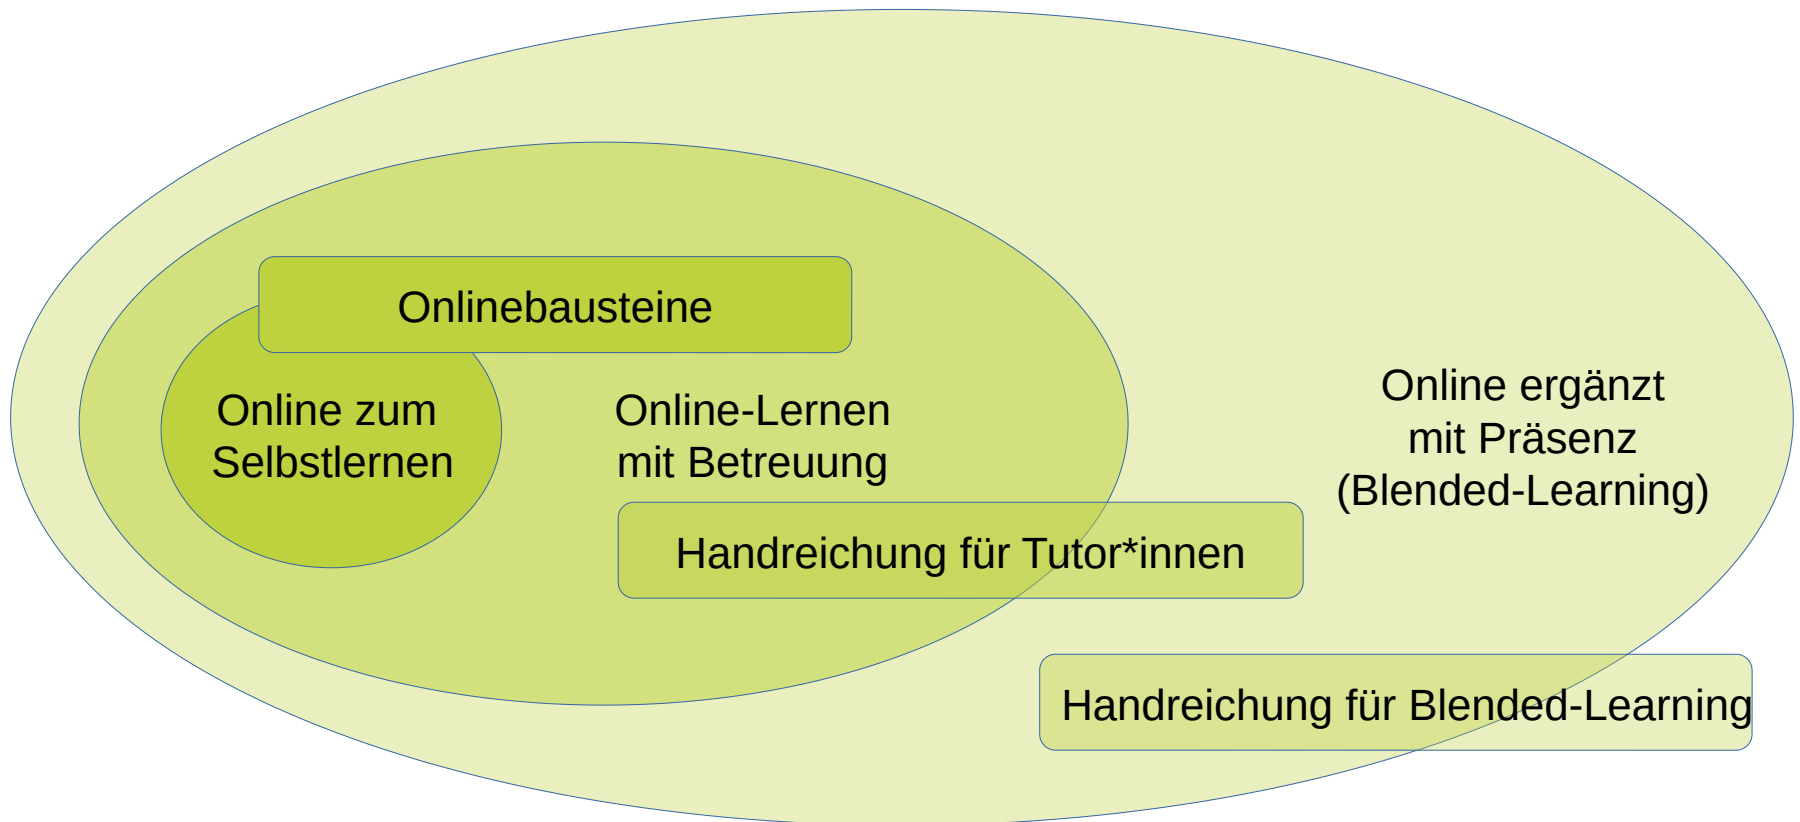 Onlinebausteine
Online zum
Selbstlernen
Online-Lernen
mit Betreuung
Online ergänzt
mit Präsenz
(Blended-Learning)
Handreichung für Tutor*innen
Handreichung für Blended-Learning